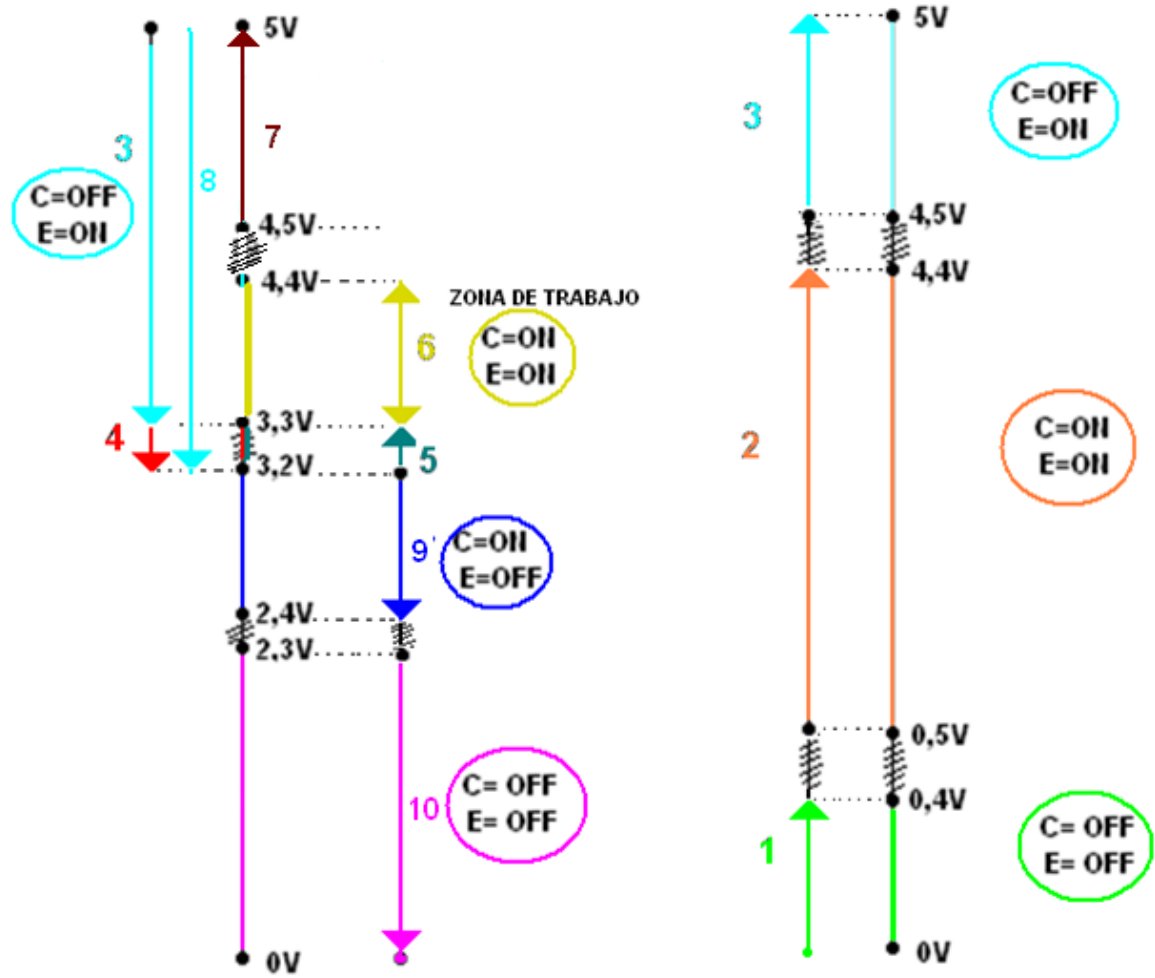 5V
7
3
8
C=OFF
E=ON
4,5V
4,4V
ZONA DE TRABAJO
6
C=ON
E=ON
3,3V
4
3,2V
5
9'
C=ON
E=OFF
2,4V
2,3V
10
C= OFF
E= OFF
0V
5V
3
C=OFF
E=ON
4,5V
4,4V
2
C=ON
E=ON
0,5V
0,4V
1
C= OFF
E= OFF
0V